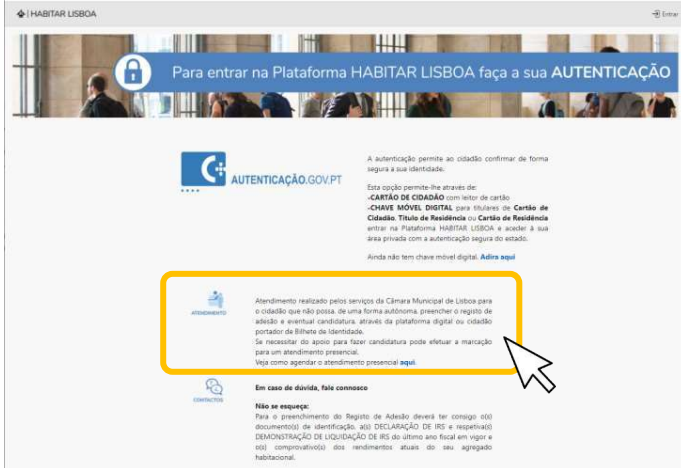 HABITAR LISBOA
Entrar
Para entrar na Plataforma HABITAR LISBOA faça a sua AUTENTICAÇÃO
AUTENTICAÇÃO.GOV.PT
A autenticação permite ao cidadão confirmar de forma
segura a sua identidade.
Esta opção permite-lhe através de:
-CARTÃO DE CIDADÃO com leitor de cartão
-CHAVE MÓVEL DIGITAL para titulares de Cartão de
Cidadão, Título de Residência ou Cartão de Residência
entrar na Plataforma HABITAR LISBOA e aceder à sua
área privada com a autenticação segura do estado.
Ainda não tem chave móvel digital. Adira aqui
ATENDIMENTO
Atendimento realizado pelos serviços da Câmara Municipal de Lisboa para
o cidadão que não possa, de uma forma autónoma, preencher o registo de
adesão e eventual candidatura, através da plataforma digital ou cidadão
portador de Bilhete de Identidade.
Se necessitar do apoio para fazer candidatura pode efetuar a marcação
para um atendimento presencial.
Veja como agendar o atendimento presencial aqui.
CONTACTOS
Em caso de dúvida, fale connosco
Não se esqueça:
Para o preenchimento do Registo de Adesão deverá ter consigo o(s)
documento(s) de identificação, a(s) DECLARAÇÃO DE IRS e respetiva(s)
DEMONSTRAÇÃO DE LIQUIDAÇÃO DE IRS do último ano fiscal em vigor e
o(s) comprovativo(s) dos rendimentos atuais do seu agregado
habitacional.